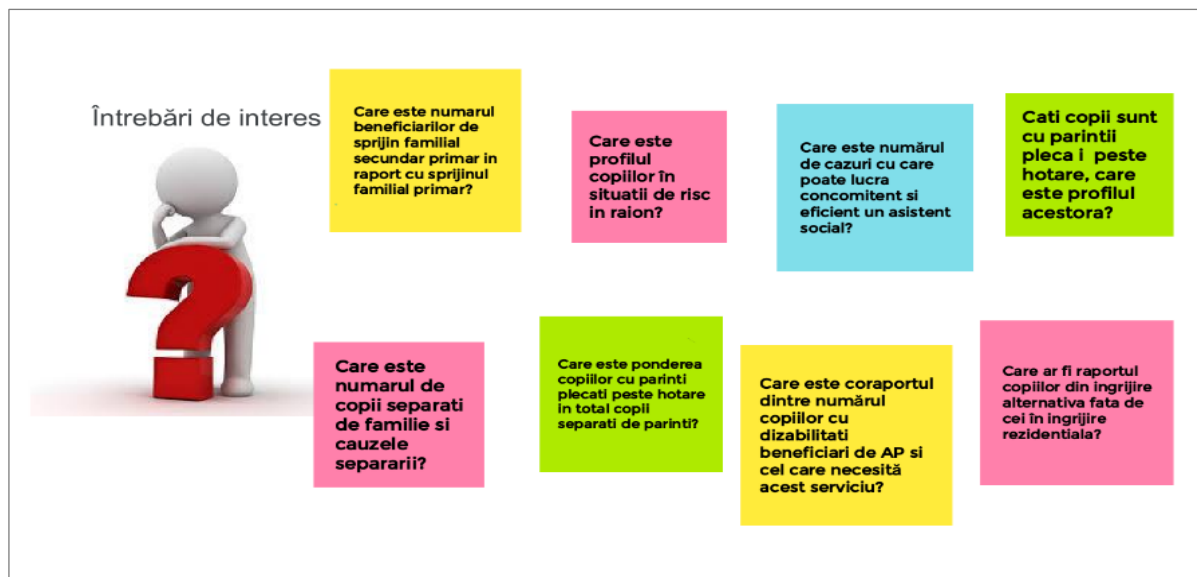 Întrebări de interes
Care este numarul
beneficiarilor de
sprijin familial
secundar primar in
raport cu sprijinul
familial primar?
Care este
profilul
copiilor în
situatii de risc
in raion?
Care este numărul
de cazuri cu care
poate lucra
concomitent si
eficient un asistent
social?
Cati copii sunt
cu parintii
pleca i peste
hotare, care
este profilul
acestora?
Care este
numarul de
copii separati
de familie si
cauzele
separarii?
Care este ponderea
copiilor cu parinti
plecati peste hotare
in total copii
separati de parinti?
Care este coraportul
dintre numărul
copiilor cu
dizabilitati
beneficiari de AP si
cel care necesită
acest serviciu?
Care ar fi raportul
copiilor din ingrijire
alternativa fata de
cei în ingrijire
rezidentiala?